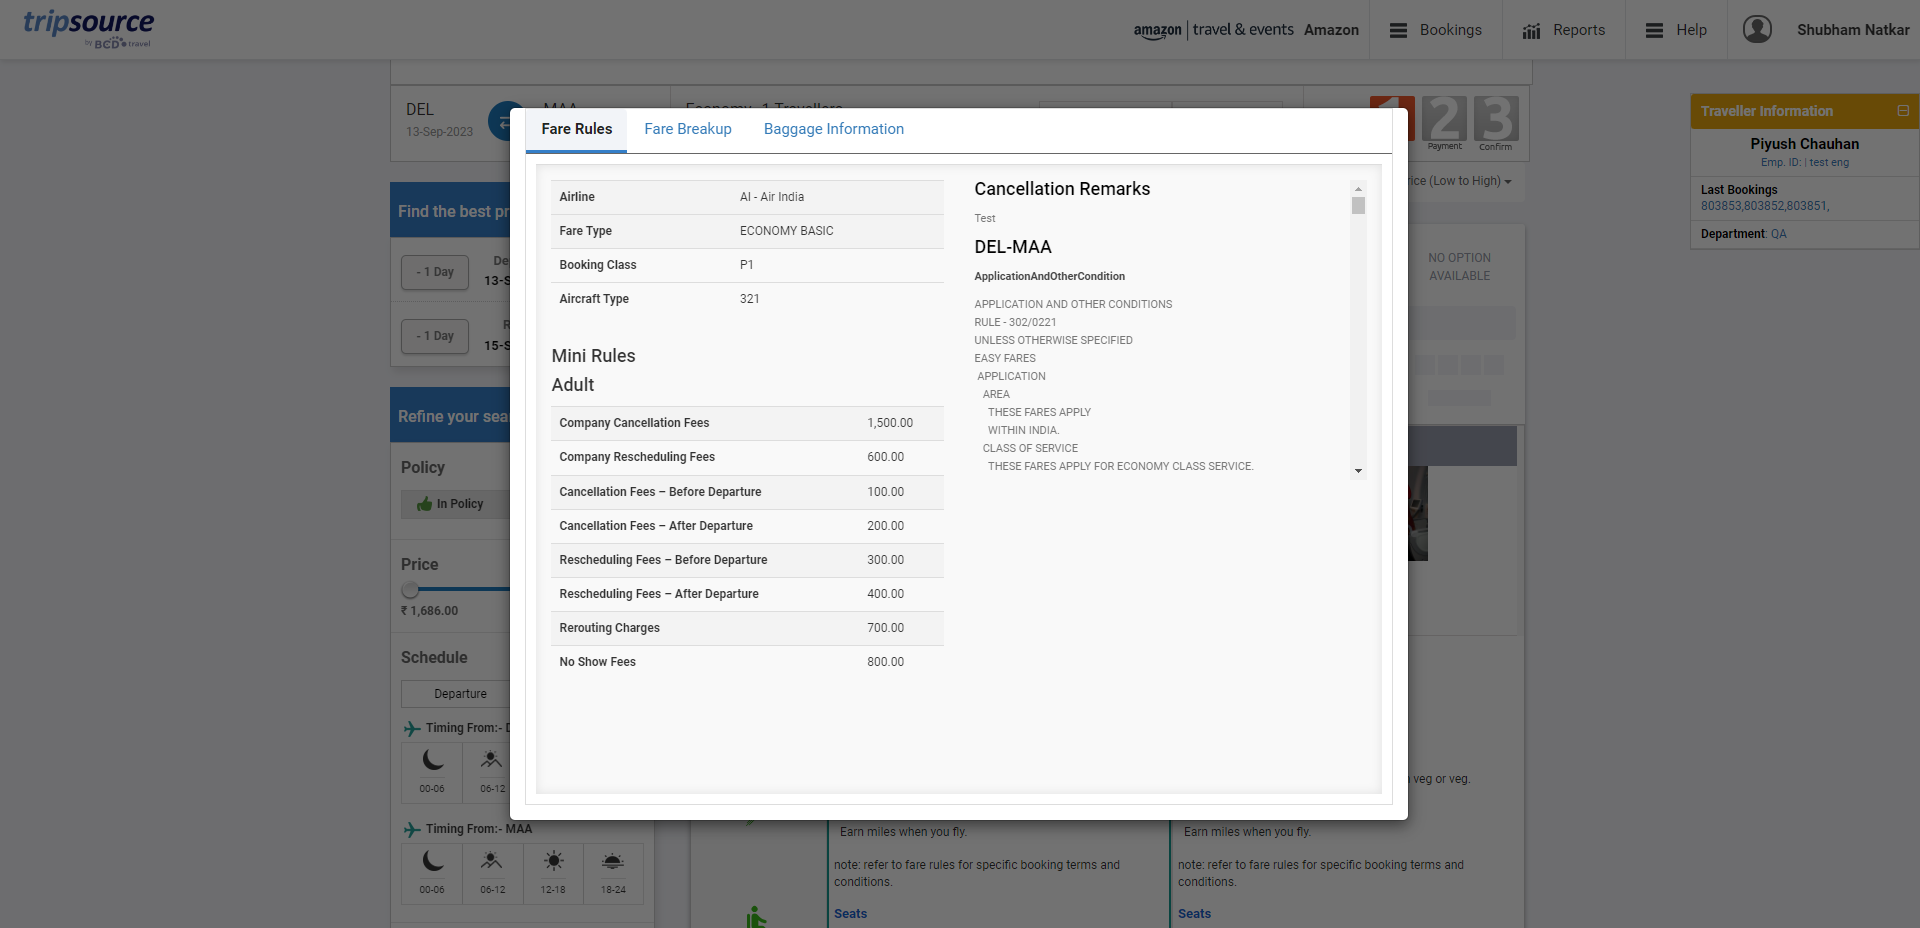 tripsource
by BCD travel
amazon | travel & events Amazon
Bookings
Reports
Help
Shubham Natkar
DEL
13-Sep-2023
MAA
Economy, 1 Travellers
1 2 3
Payment
Confirm
Traveller Information
Piyush Chauhan
Emp. ID: | test eng
Last Bookings
803853,803852,803851,
Department: QA
rice (Low to High)
NO OPTION
AVAILABLE
Find the best pr
- 1 Day
De
13-S
- 1 Day
R
15-S
Refine your sea
Policy
In Policy
Price
₹ 1,686.00
Schedule
Departure
Timing From:- D
00-06
06-12
Timing From:- MAA
00-06
06-12
12-18
18-24
Fare Rules
Fare Breakup
Baggage Information
Airline AI - Air India
Fare Type ECONOMY BASIC
Booking Class P1
Aircraft Type 321
Mini Rules
Adult
Company Cancellation Fees 1,500.00
Company Rescheduling Fees 600.00
Cancellation Fees – Before Departure 100.00
Cancellation Fees – After Departure 200.00
Rescheduling Fees – Before Departure 300.00
Rescheduling Fees – After Departure 400.00
Rerouting Charges 700.00
No Show Fees 800.00
Cancellation Remarks
Test
DEL-MAA
ApplicationAndOtherCondition
APPLICATION AND OTHER CONDITIONS
RULE - 302/0221
UNLESS OTHERWISE SPECIFIED
EASY FARES
APPLICATION
AREA
THESE FARES APPLY
WITHIN INDIA.
CLASS OF SERVICE
THESE FARES APPLY FOR ECONOMY CLASS SERVICE.
veg or veg.
Earn miles when you fly.
note: refer to fare rules for specific booking terms and
conditions.
Seats
Earn miles when you fly.
note: refer to fare rules for specific booking terms and
conditions.
Seats